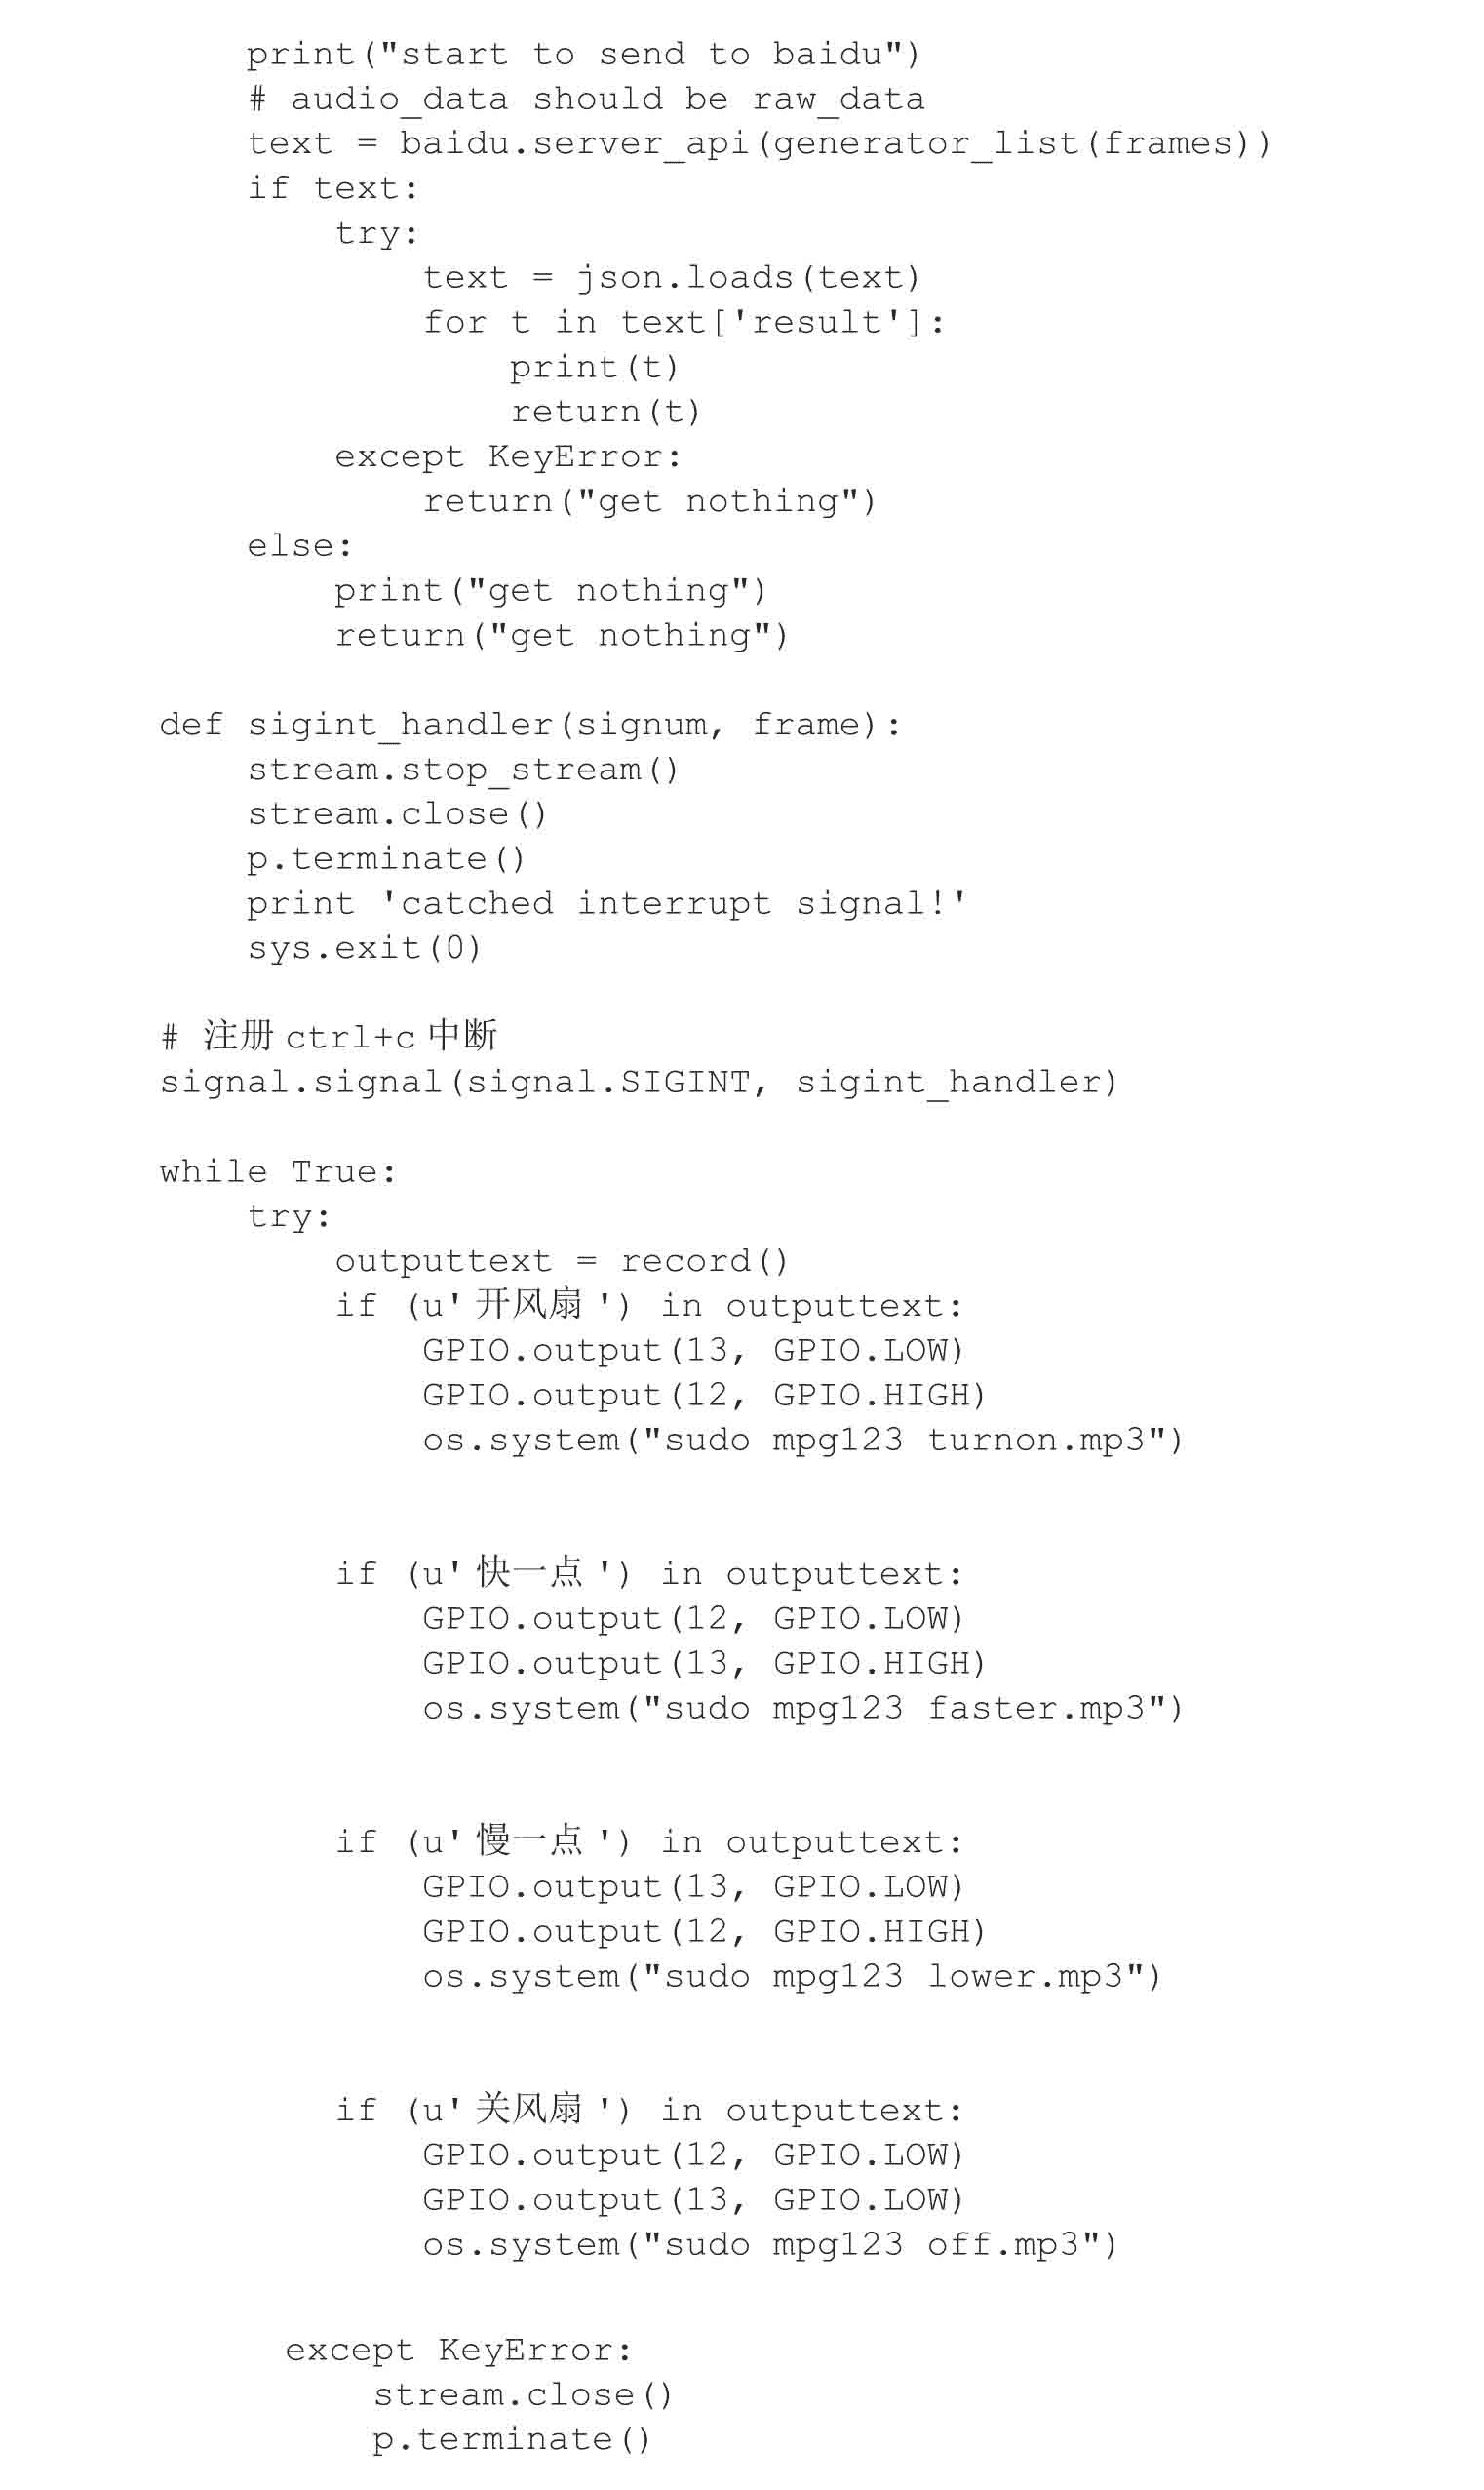 print("start to send to baidu")
    # audio_data should be raw_data
    text = baidu.server_api(generator_list(frames))
    if text:
        try:
            text = json.loads(text)
            for t in text['result']:
                print(t)
                return(t)
        except KeyError:
            return("get nothing")
    else:
        print("get nothing")
        return("get nothing")

def sigint_handler(signum, frame):
    stream.stop_stream()
    stream.close()
    p.terminate()
    print 'catched interrupt signal!'
    sys.exit(0)

# 注册 ctrl+c 中断
signal.signal(signal.SIGINT, sigint_handler)

while True:
    try:
        outputtext = record()
        if (u' 开风扇 ') in outputtext:
            GPIO.output(13, GPIO.LOW)
            GPIO.output(12, GPIO.HIGH)
            os.system("sudo mpg123 turnon.mp3")

        if (u' 快一点 ') in outputtext:
            GPIO.output(12, GPIO.LOW)
            GPIO.output(13, GPIO.HIGH)
            os.system("sudo mpg123 faster.mp3")

        if (u' 慢一点 ') in outputtext:
            GPIO.output(13, GPIO.LOW)
            GPIO.output(12, GPIO.HIGH)
            os.system("sudo mpg123 lower.mp3")

        if (u' 关风扇 ') in outputtext:
            GPIO.output(12, GPIO.LOW)
            GPIO.output(13, GPIO.LOW)
            os.system("sudo mpg123 off.mp3")

      except KeyError:
          stream.close()
          p.terminate()